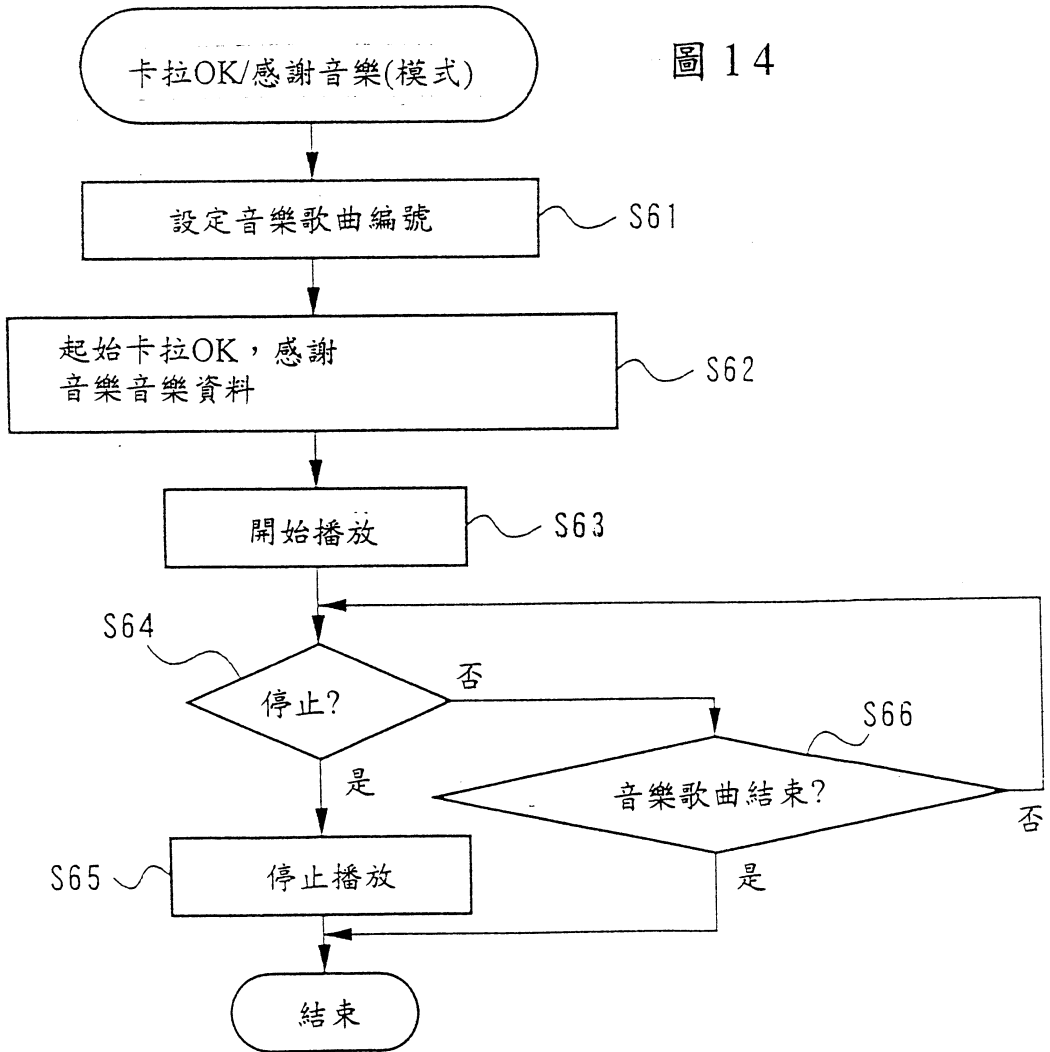 圖 14
卡拉OK/感謝音樂(模式)
設定音樂歌曲編號
S61
起始卡拉OK，感謝
音樂音樂資料
S62
開始播放
S63
S64
停止?
否
S66
音樂歌曲結束?
否
是
是
S65
停止播放
結束